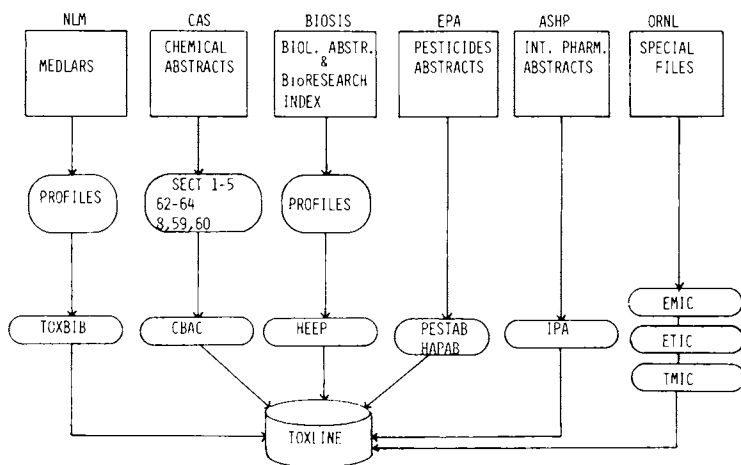 NLM
CAS
BIOSIS
EPA
ASHP
ORNL
MEDLARS
CHEMICAL
ABSTRACTS
BIOL. ABSTR.
&
BIORESEARCH
INDEX
PESTICIDES
ABSTRACTS
INT. PHARM.
ABSTRACTS
SPECIAL
FILES
PROFILES
SECT 1-5
62-64
8,59,60
PROFILES
TOXBIB
CBAC
HEEP
PESTAB
HAPAB
IPA
EMIC
ETIC
TMIC
TOXLINE